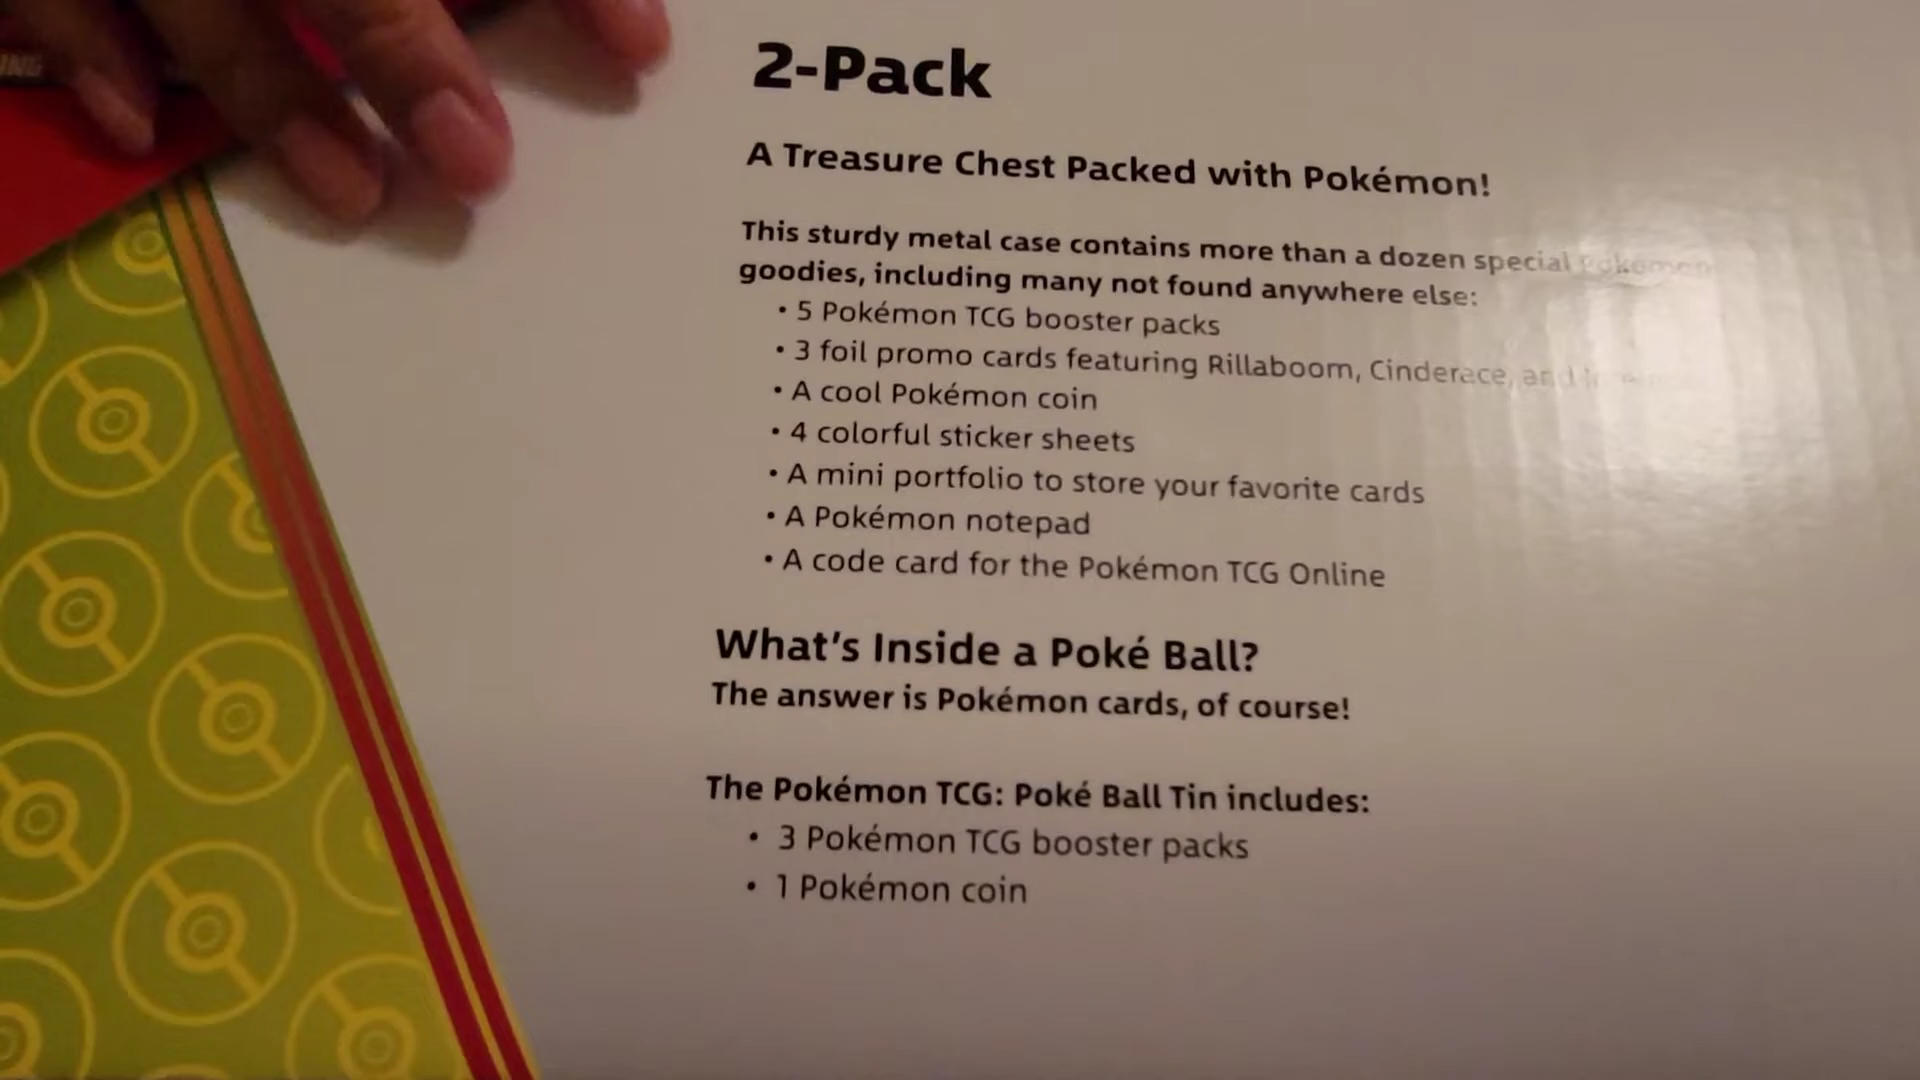 ING
2-Pack
A Treasure Chest Packed with Pokémon!
This sturdy metal case contains more than a dozen special Pokémon
goodies, including many not found anywhere else:
• 5 Pokémon TCG booster packs
• 3 foil promo cards featuring Rillaboom, Cinderace, and
• A cool Pokémon coin
• 4 colorful sticker sheets
• A mini portfolio to store your favorite cards
• A Pokémon notepad
• A code card for the Pokémon TCG Online
What's Inside a Poké Ball?
The answer is Pokémon cards, of course!
The Pokémon TCG: Poké Ball Tin includes:
• 3 Pokémon TCG booster packs
• 1 Pokémon coin